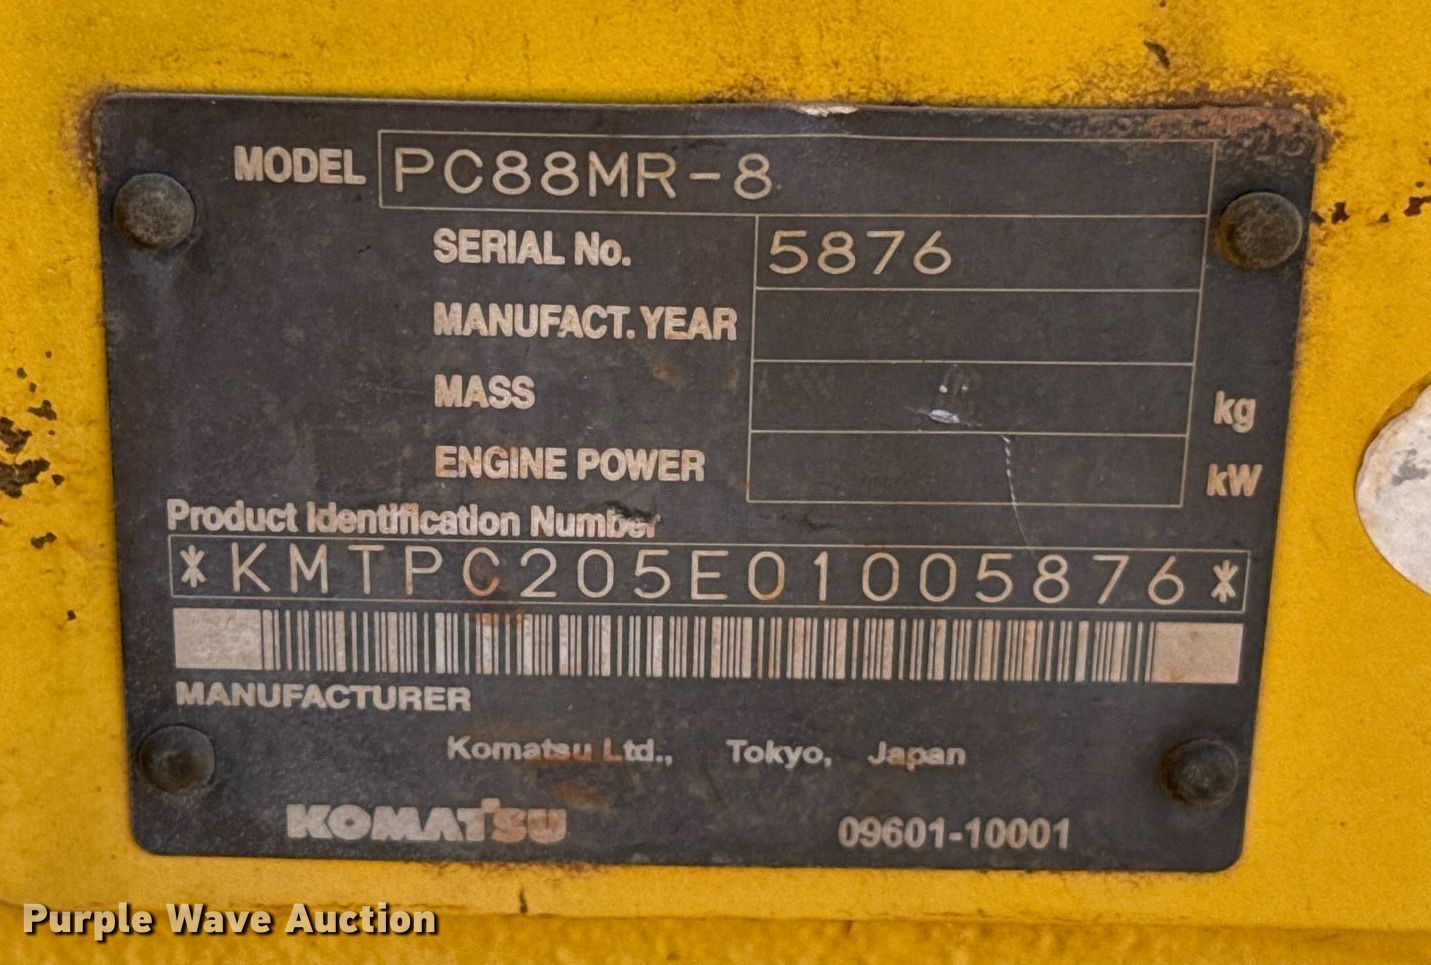 MODEL PC88MR-8
SERIAL No. 5876
MANUFACT. YEAR
MASS kg
ENGINE POWER kW
Product Identification Number
*KMTPC205E01005876*
MANUFACTURER
Komatsu Ltd., Tokyo, Japan
KOMATSU 09601-10001
Purple Wave Auction